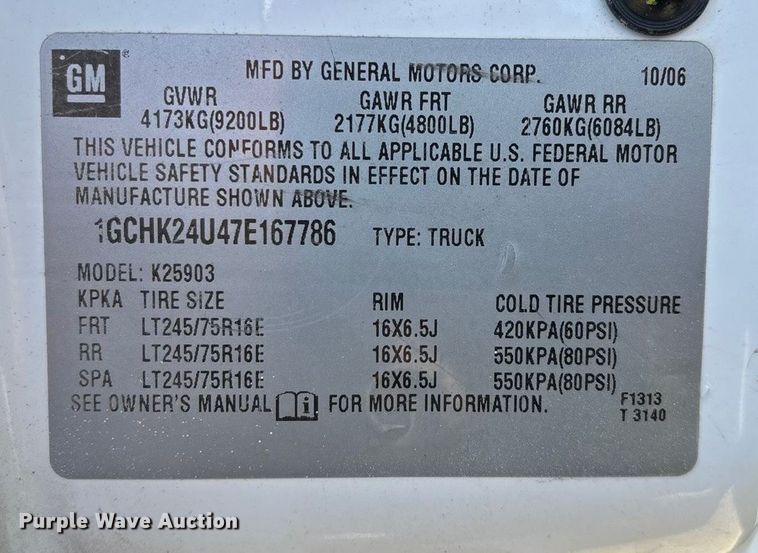 GM ®
MFD BY GENERAL MOTORS CORP. 10/06
GVWR GAWR FRT GAWR RR
4173KG(9200LB) 2177KG(4800LB) 2760KG(6084LB)
THIS VEHICLE CONFORMS TO ALL APPLICABLE U.S. FEDERAL MOTOR
VEHICLE SAFETY STANDARDS IN EFFECT ON THE DATE OF
MANUFACTURE SHOWN ABOVE.
1GCHK24U47E167786 TYPE: TRUCK
MODEL: K25903
KPKA TIRE SIZE RIM COLD TIRE PRESSURE
FRT LT245/75R16E 16X6.5J 420KPA(60PSI)
RR LT245/75R16E 16X6.5J 550KPA(80PSI)
SPA LT245/75R16E 16X6.5J 550KPA(80PSI)
SEE OWNER'S MANUAL i FOR MORE INFORMATION.
F1313
T 3140
Purple Wave Auction